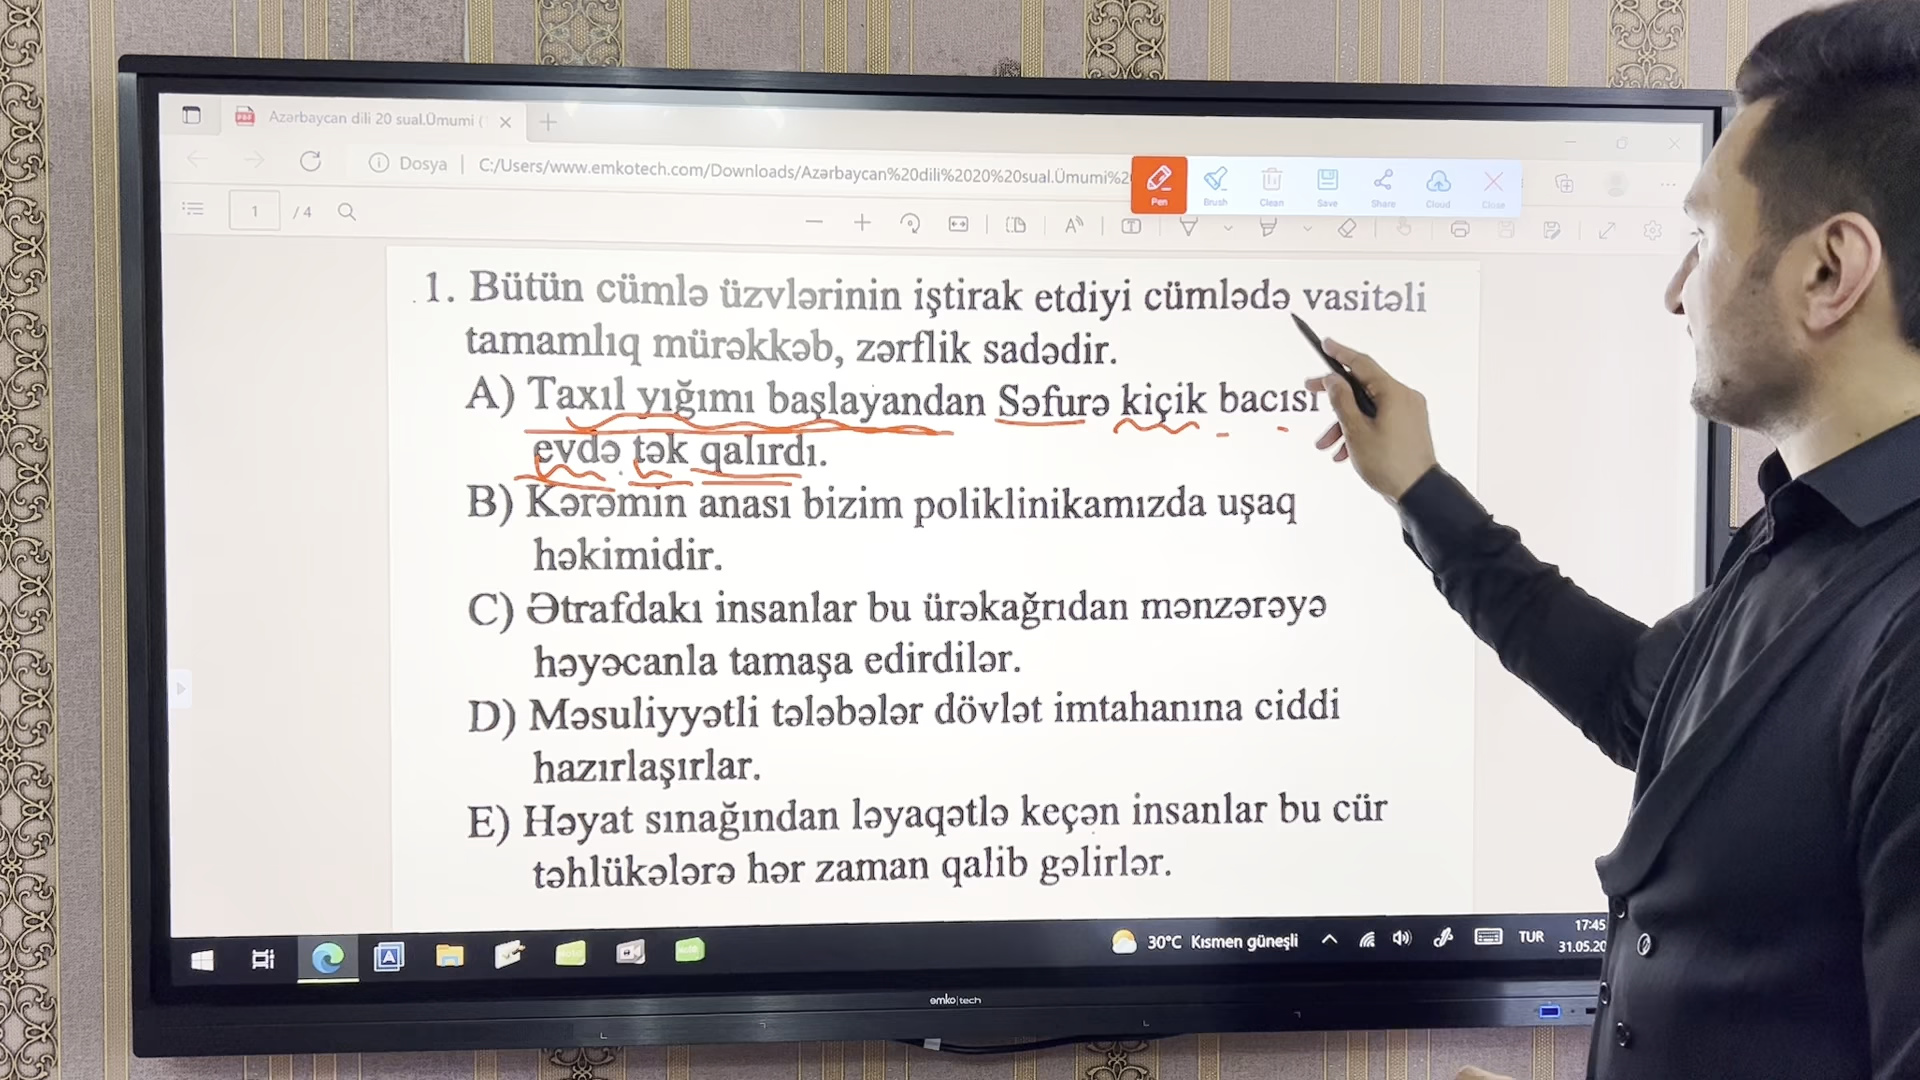 Azərbaycan dili 20 sual.Ümumi (
Dosya | C:/Users/www.emkotech.com/Downloads/Azərbaycan%20dili%2020%20sual.Ümumi%2
Pen Brush Clean Save Share Cloud Close
1 / 4
1. Bütün cümlə üzvlərinin iştirak etdiyi cümlədə vasitəli
tamamlıq mürəkkəb, zərflik sadədir.
A) Taxıl yığımı başlayandan Səfurə kiçik bacısı
evdə tək qalırdı.
B) Kərəmin anası bizim poliklinikamızda uşaq
həkimidir.
C) Ətrafdakı insanlar bu ürəkağrıdan mənzərəyə
həyəcanla tamaşa edirdilər.
D) Məsuliyyətli tələbələr dövlət imtahanına ciddi
hazırlaşırlar.
E) Həyat sınağından ləyaqətlə keçən insanlar bu cür
təhlükələrə hər zaman qalib gəlirlər.
30°C Kısmen güneşli TUR 17:45
31.05.20
emko|tech